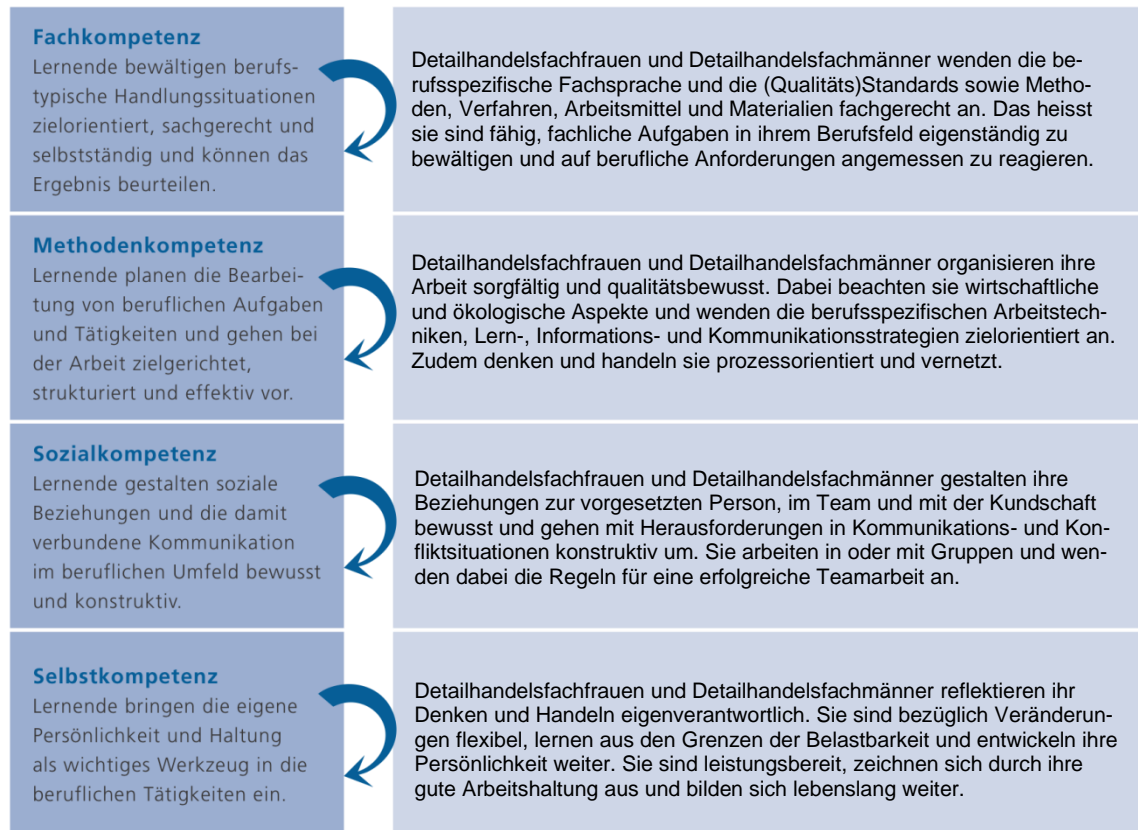 Fachkompetenz
Lernende bewältigen berufs-
typische Handlungssituationen
zielorientiert, sachgerecht und
selbstständig und können das
Ergebnis beurteilen.
Detailhandelsfachfrauen und Detailhandelsfachmänner wenden die be-
rufsspezifische Fachsprache und die (Qualitäts)Standards sowie Metho-
den, Verfahren, Arbeitsmittel und Materialien fachgerecht an. Das heisst
sie sind fähig, fachliche Aufgaben in ihrem Berufsfeld eigenständig zu
bewältigen und auf berufliche Anforderungen angemessen zu reagieren.
Methodenkompetenz
Lernende planen die Bearbei-
tung von beruflichen Aufgaben
und Tätigkeiten und gehen bei
der Arbeit zielgerichtet,
strukturiert und effektiv vor.
Detailhandelsfachfrauen und Detailhandelsfachmänner organisieren ihre
Arbeit sorgfältig und qualitätsbewusst. Dabei beachten sie wirtschaftliche
und ökologische Aspekte und wenden die berufsspezifischen Arbeitstech-
niken, Lern-, Informations- und Kommunikationsstrategien zielorientiert an.
Zudem denken und handeln sie prozessorientiert und vernetzt.
Sozialkompetenz
Lernende gestalten soziale
Beziehungen und die damit
verbundene Kommunikation
im beruflichen Umfeld bewusst
und konstruktiv.
Detailhandelsfachfrauen und Detailhandelsfachmänner gestalten ihre
Beziehungen zur vorgesetzten Person, im Team und mit der Kundschaft
bewusst und gehen mit Herausforderungen in Kommunikations- und Kon-
fliktsituationen konstruktiv um. Sie arbeiten in oder mit Gruppen und wen-
den dabei die Regeln für eine erfolgreiche Teamarbeit an.
Selbstkompetenz
Lernende bringen die eigene
Persönlichkeit und Haltung
als wichtiges Werkzeug in die
beruflichen Tätigkeiten ein.
Detailhandelsfachfrauen und Detailhandelsfachmänner reflektieren ihr
Denken und Handeln eigenverantwortlich. Sie sind bezüglich Veränderun-
gen flexibel, lernen aus den Grenzen der Belastbarkeit und entwickeln ihre
Persönlichkeit weiter. Sie sind leistungsbereit, zeichnen sich durch ihre
gute Arbeitshaltung aus und bilden sich lebenslang weiter.